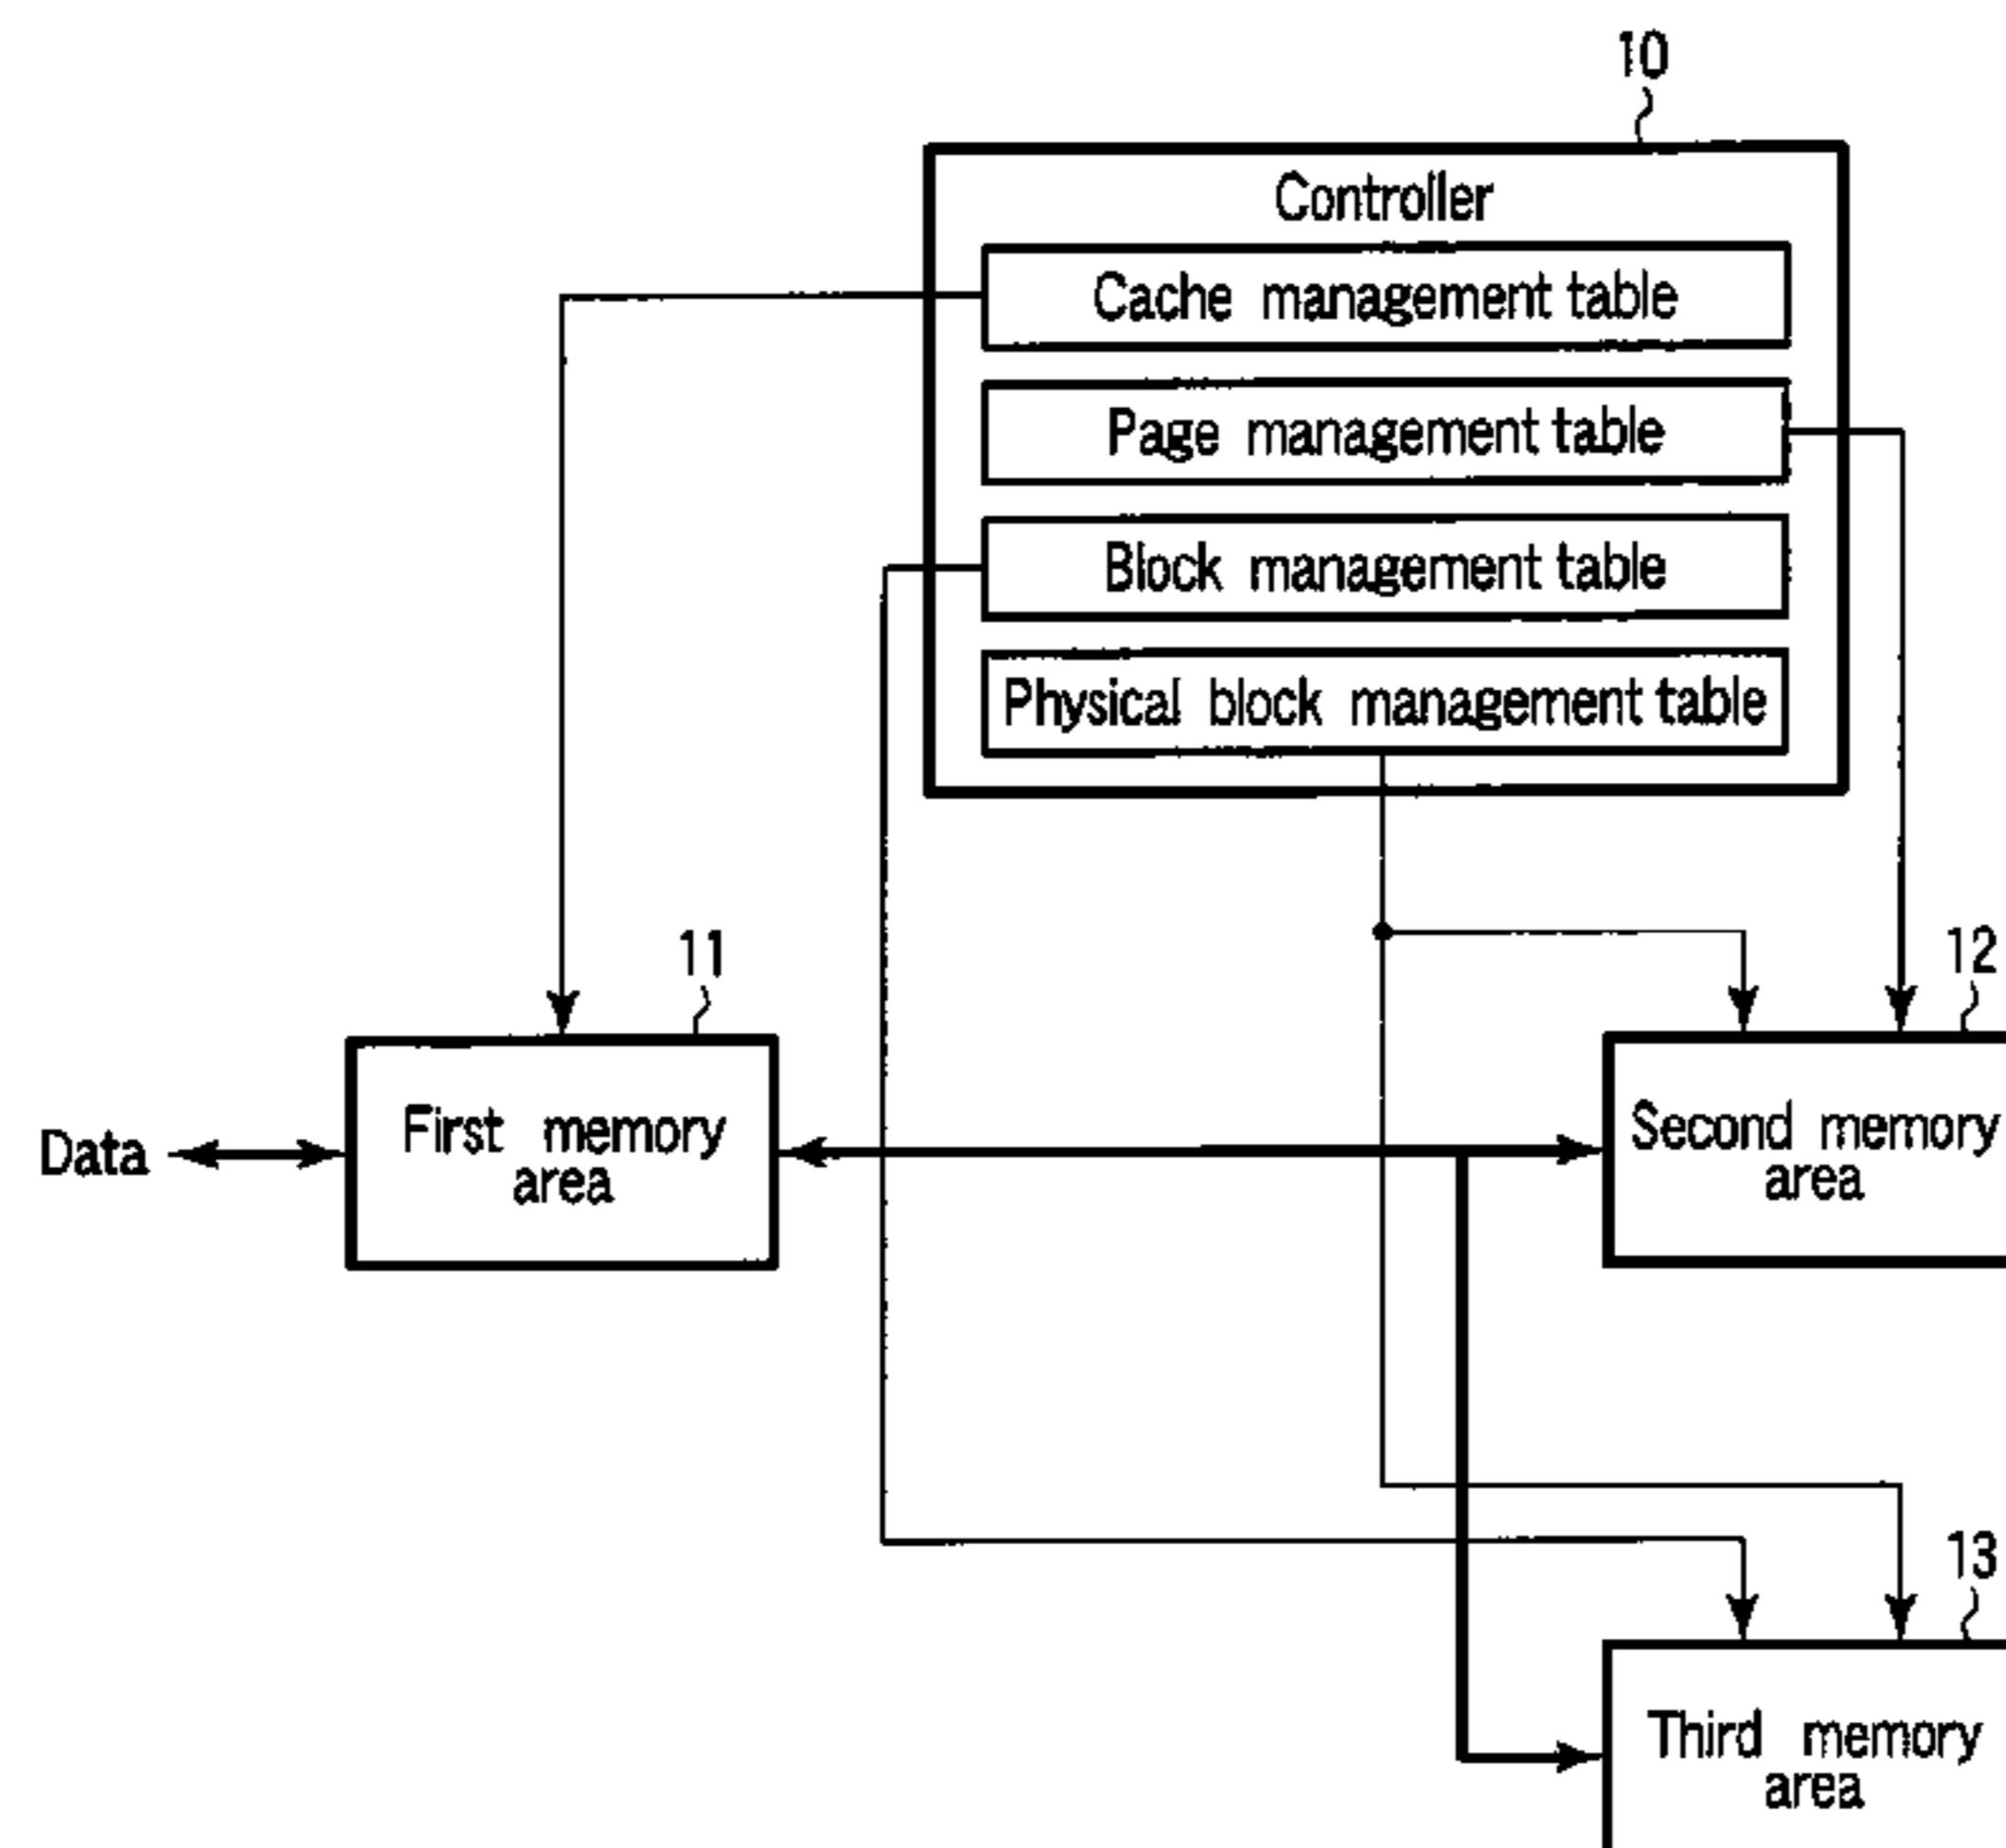 10
Controller
Cache management table
Page management table
Block management table
Physical block management table
11
12
Data
First memory
area
Second memory
area
13
Third memory
area